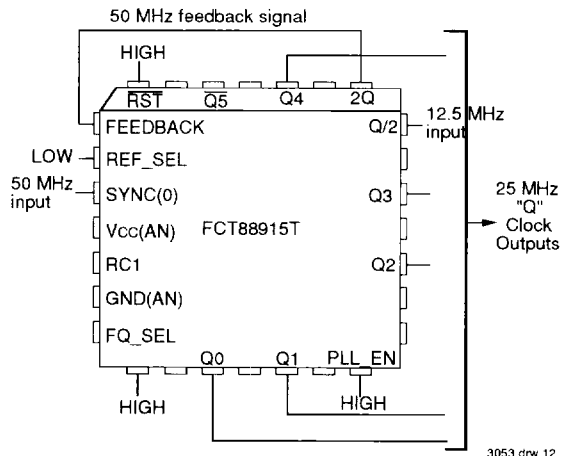 50 MHz feedback signal
HIGH
RST Q5 Q4 2Q
FEEDBACK
Q/2
12.5 MHz
input
LOW
REF_SEL
50 MHz
input
SYNC(0)
Q3
VCC(AN)
FCT88915T
25 MHz
"Q"
Clock
Outputs
RC1
Q2
GND(AN)
FQ_SEL
Q0 Q1 PLL_EN
HIGH
HIGH
3053 drw 12